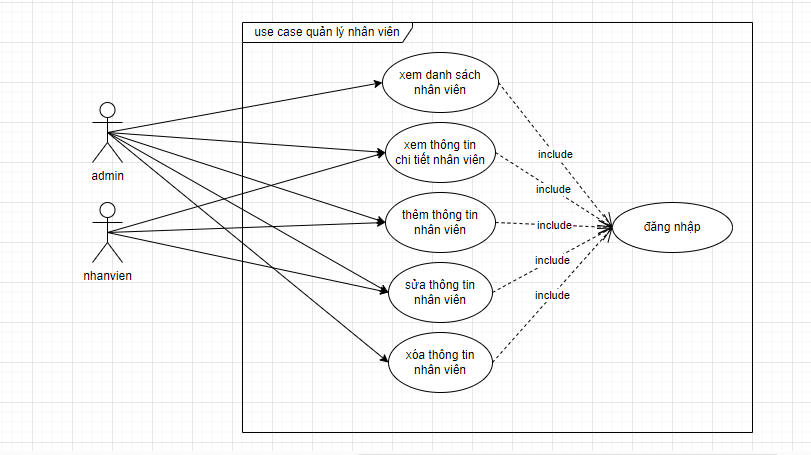 use case quản lý nhân viên
xem danh sách
nhân viên
xem thông tin
chi tiết nhân viên
thêm thông tin
nhân viên
sửa thông tin
nhân viên
xóa thông tin
nhân viên
admin
nhanvien
include
include
include
include
include
đăng nhập